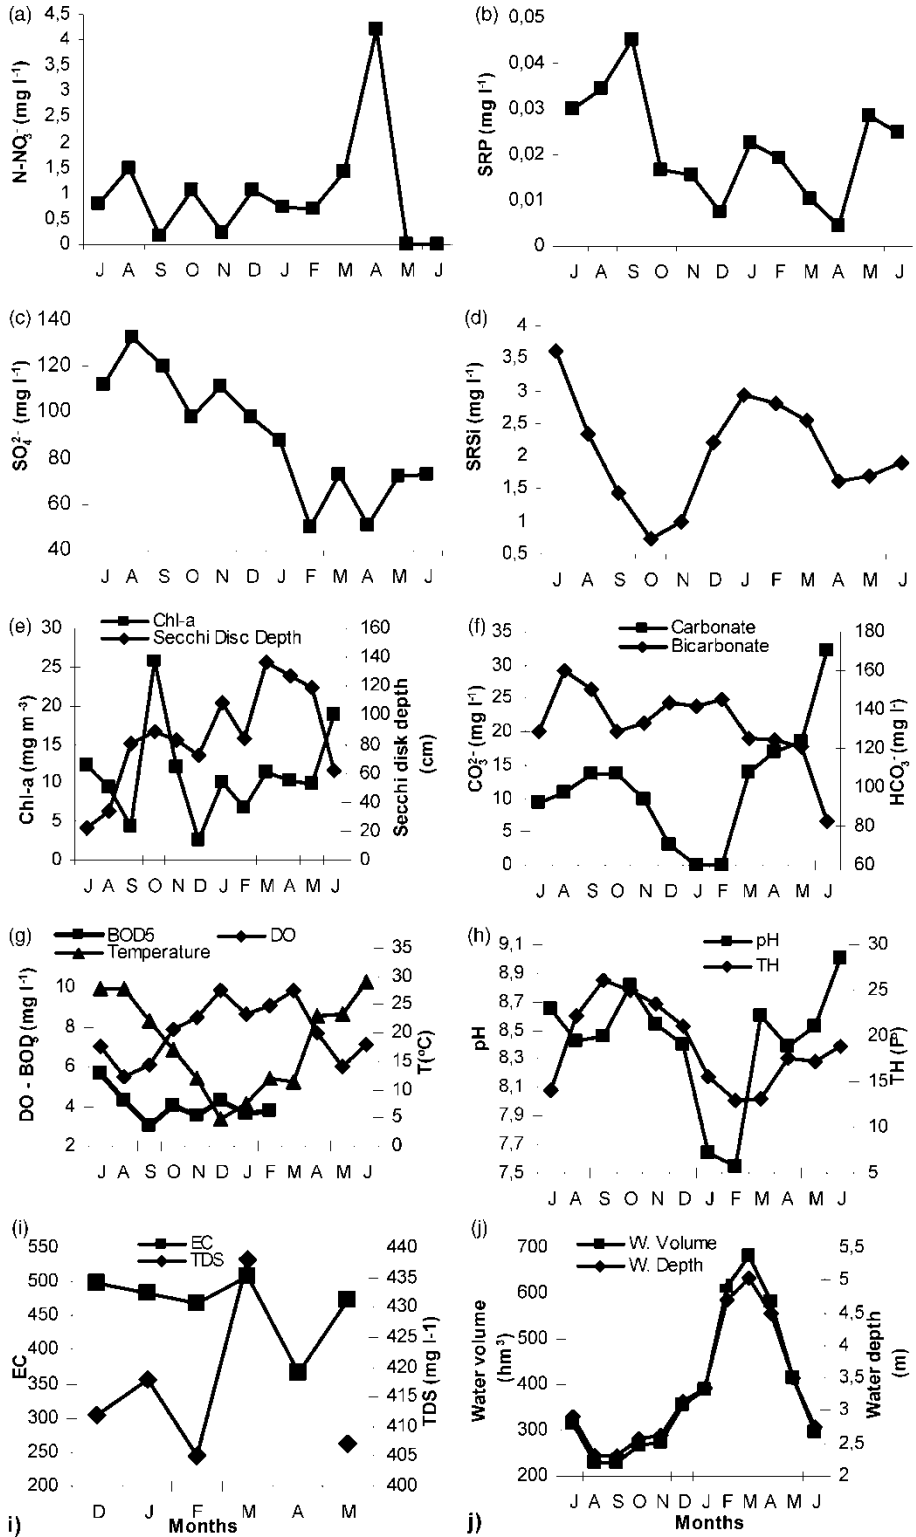 (a)
N-NO3- (mg l-1)
4,5
4
3,5
3
2,5
2
1,5
1
0,5
0
J A S O N D J F M A M J
(b)
SRP (mg l-1)
0,05
0,04
0,03
0,02
0,01
0
J A S O N D J F M A M J
(c)
SO42- (mg l-1)
140
120
100
80
60
40
J A S O N D J F M A M J
(d)
SRSi (mg l-1)
4
3,5
3
2,5
2
1,5
1
0,5
J A S O N D J F M A M J
(e)
Chl-a
Secchi Disc Depth
Chl-a (mg m-3)
30
25
20
15
10
5
0
Secchi disk depth
(cm)
160
140
120
100
80
60
40
20
0
J A S O N D J F M A M J
(f)
Carbonate
Bicarbonate
CO32- (mg l-1)
35
30
25
20
15
10
5
0
HCO3- (mg l-)
180
160
140
120
100
80
60
J A S O N D J F M A M J
(g)
BOD5
DO
Temperature
DO - BOD5 (mg l-1)
10
8
6
4
2
T(ºC)
35
30
25
20
15
10
5
0
J A S O N D J F M A M J
(h)
pH
TH
pH
9,1
8,9
8,7
8,5
8,3
8,1
7,9
7,7
7,5
TH (Fº)
30
25
20
15
10
5
J A S O N D J F M A M J
(i)
EC
TDS
EC
550
500
450
400
350
300
250
200
TDS (mg l-1)
440
435
430
425
420
415
410
405
400
D J F M A M
i)
Months
(j)
W. Volume
W. Depth
Water volume
(hm3)
700
600
500
400
300
200
Water depth
(m)
5,5
5
4,5
4
3,5
3
2,5
2
J A S O N D J F M A M J
j)
Months